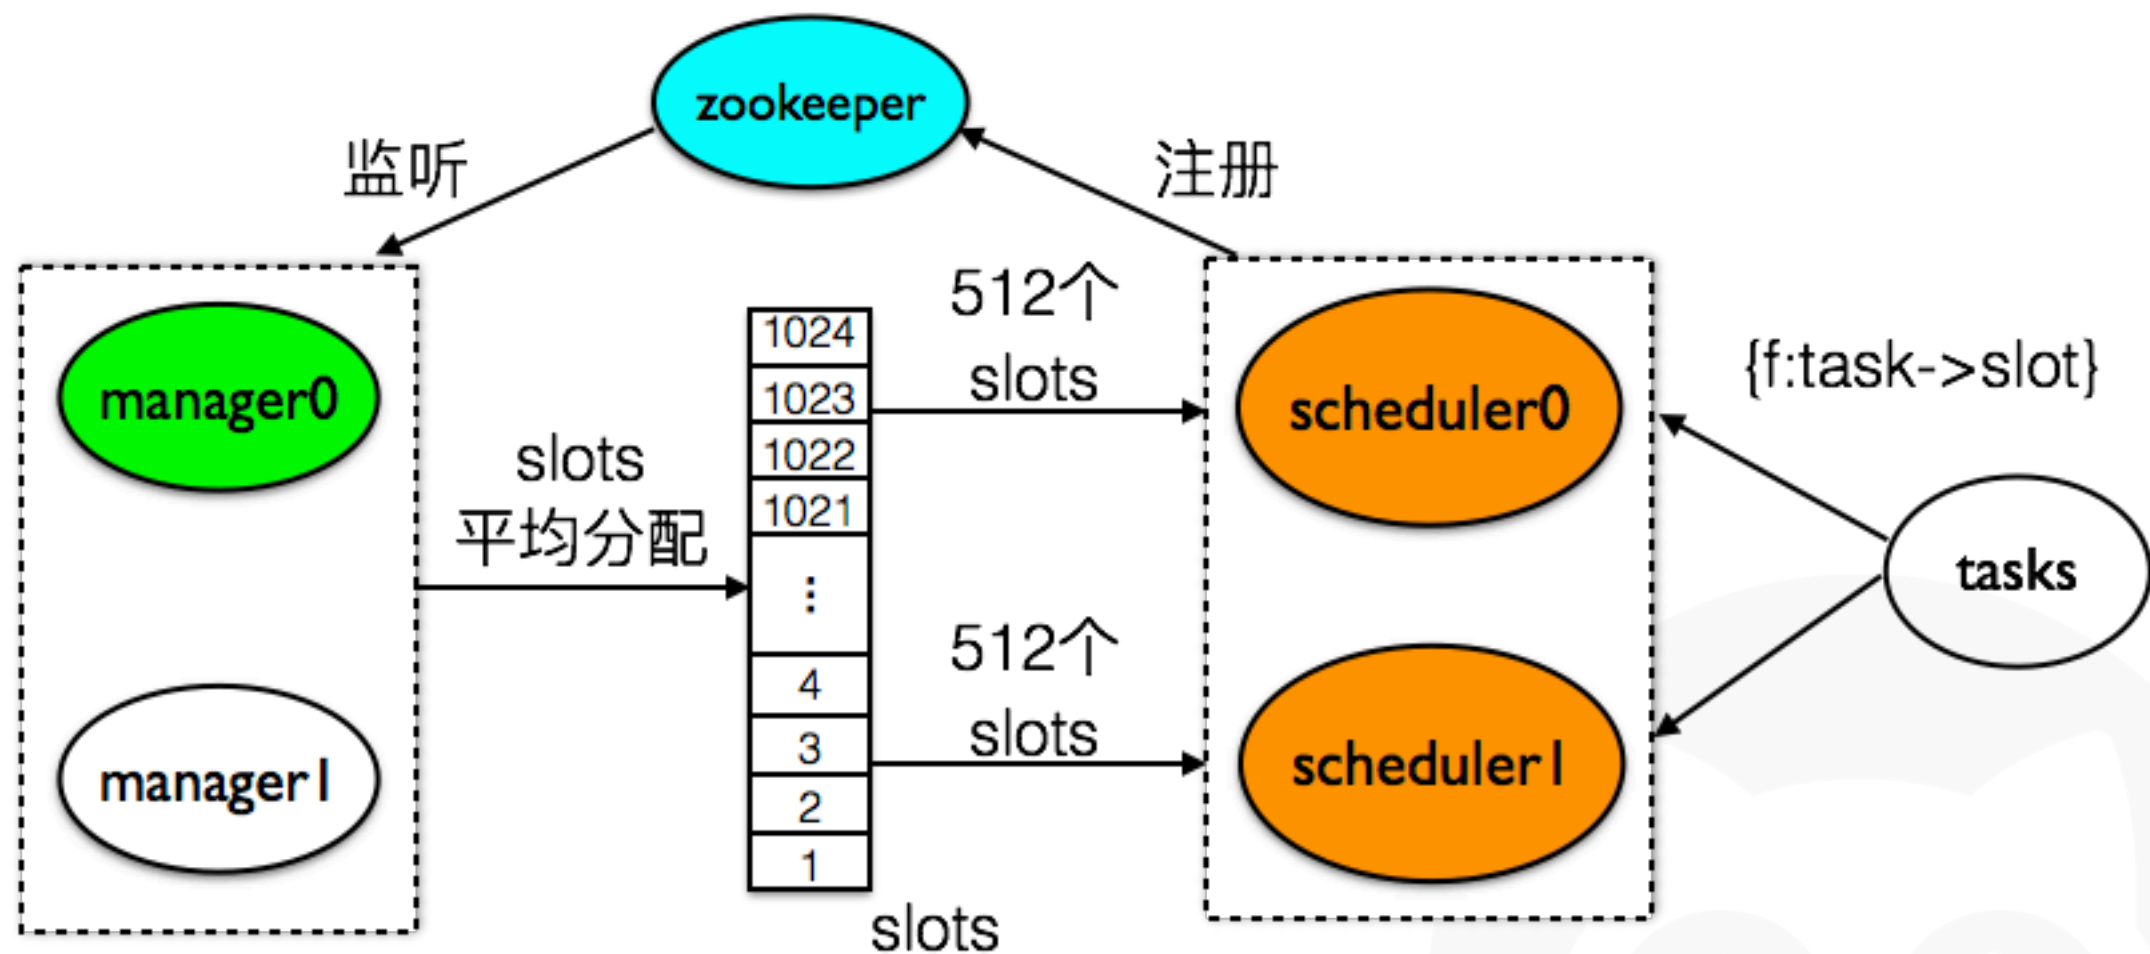 zookeeper
监听
注册
manager0
manager1
slots
平均分配
1024
1023
1022
1021
⋮
4
3
2
1
slots
512个
slots
512个
slots
scheduler0
scheduler1
{f:task->slot}
tasks